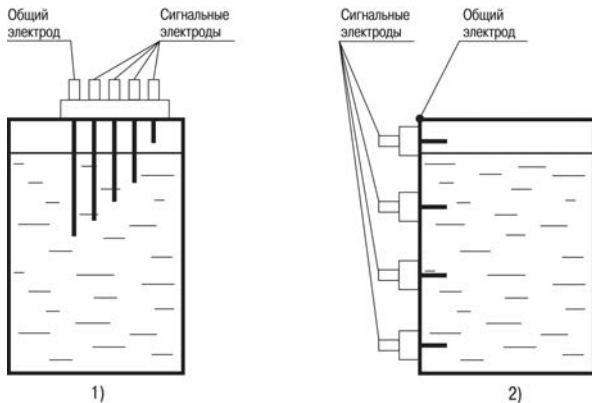 Общий
электрод
Сигнальные
электроды
1)
Сигнальные
электроды
Общий
электрод
2)